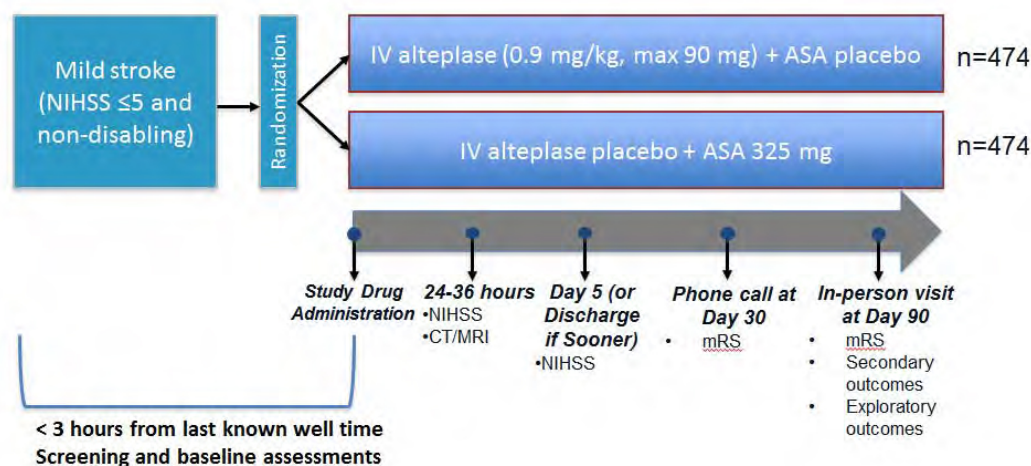 Mild stroke
(NIHSS ≤5 and
non-disabling)
Randomization
IV alteplase (0.9 mg/kg, max 90 mg) + ASA placebo
n=474
IV alteplase placebo + ASA 325 mg
n=474
Study Drug
Administration
24-36 hours
•NIHSS
•CT/MRI
Day 5 (or
Discharge
if Sooner)
•NIHSS
Phone call at
Day 30
• mRS
In-person visit
at Day 90
• mRS
• Secondary
outcomes
• Exploratory
outcomes
< 3 hours from last known well time
Screening and baseline assessments